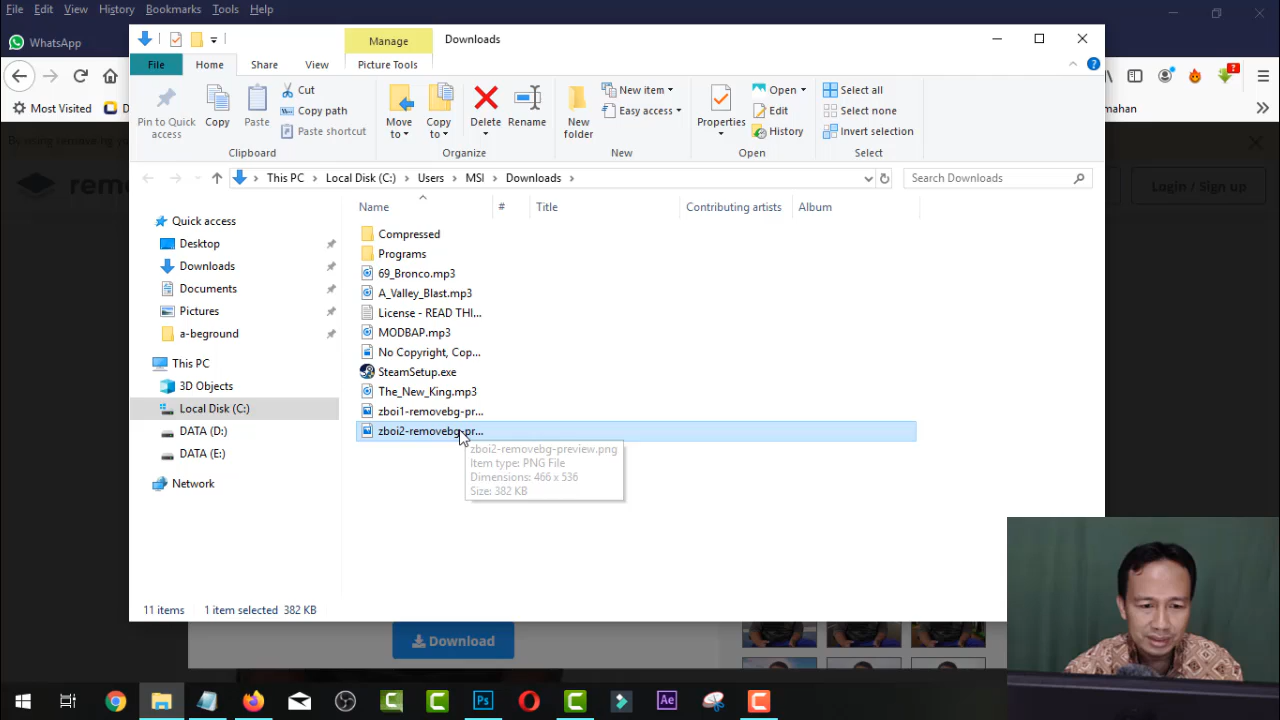 File Edit View History Bookmarks Tools Help
WhatsApp
Manage
Downloads
File Home Share View Picture Tools
Pin to Quick access
Copy
Paste
Cut
Copy path
Paste shortcut
Clipboard
Move to
Copy to
Delete
Rename
Organize
New folder
New item
Easy access
New
Properties
Open
Edit
History
Open
Select all
Select none
Invert selection
Select
Most Visited
mahan
?
This PC > Local Disk (C:) > Users > MSI > Downloads >
Search Downloads
remo
Login / Sign up
Name
#
Title
Contributing artists
Album
Quick access
Desktop
Downloads
Documents
Pictures
a-beground
This PC
3D Objects
Local Disk (C:)
DATA (D:)
DATA (E:)
Network
Compressed
Programs
69_Bronco.mp3
A_Valley_Blast.mp3
License - READ THI...
MODBAP.mp3
No Copyright, Cop...
SteamSetup.exe
The_New_King.mp3
zboi1-removebg-pr...
zboi2-removebg-pr...
zboi2-removebg-preview.png
Item type: PNG File
Dimensions: 466 x 536
Size: 382 KB
11 items 1 item selected 382 KB
Download
Ps
Ae